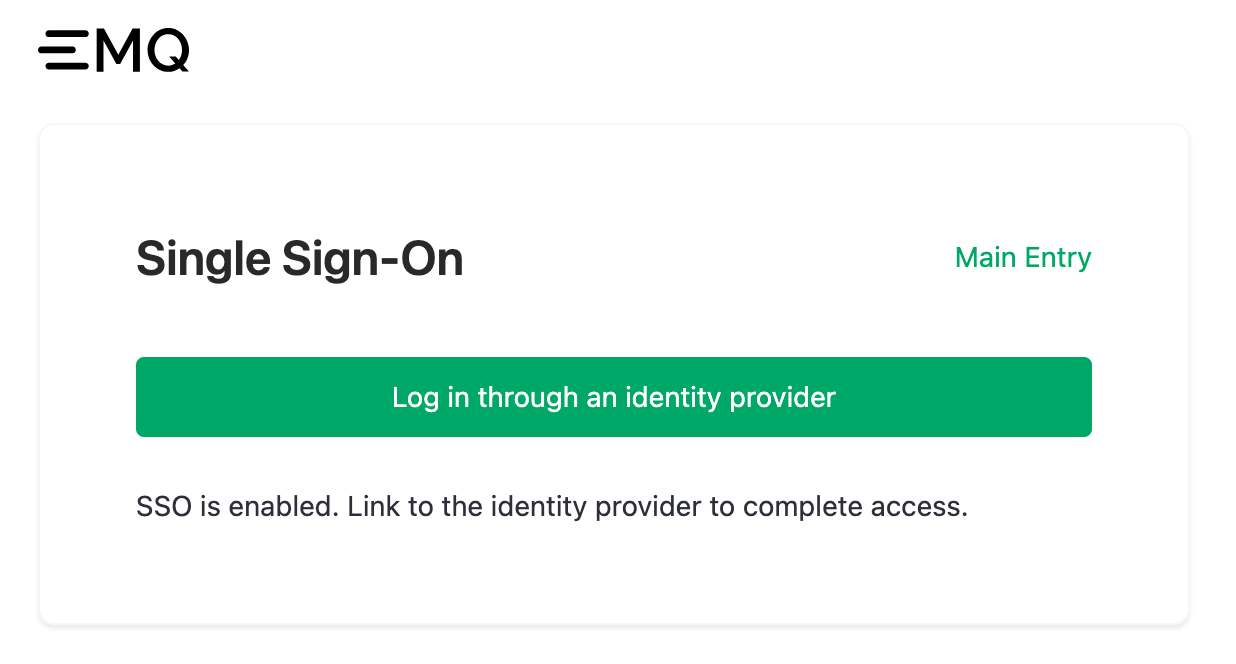 EMQ
Single Sign-On
Main Entry
Log in through an identity provider
SSO is enabled. Link to the identity provider to complete access.